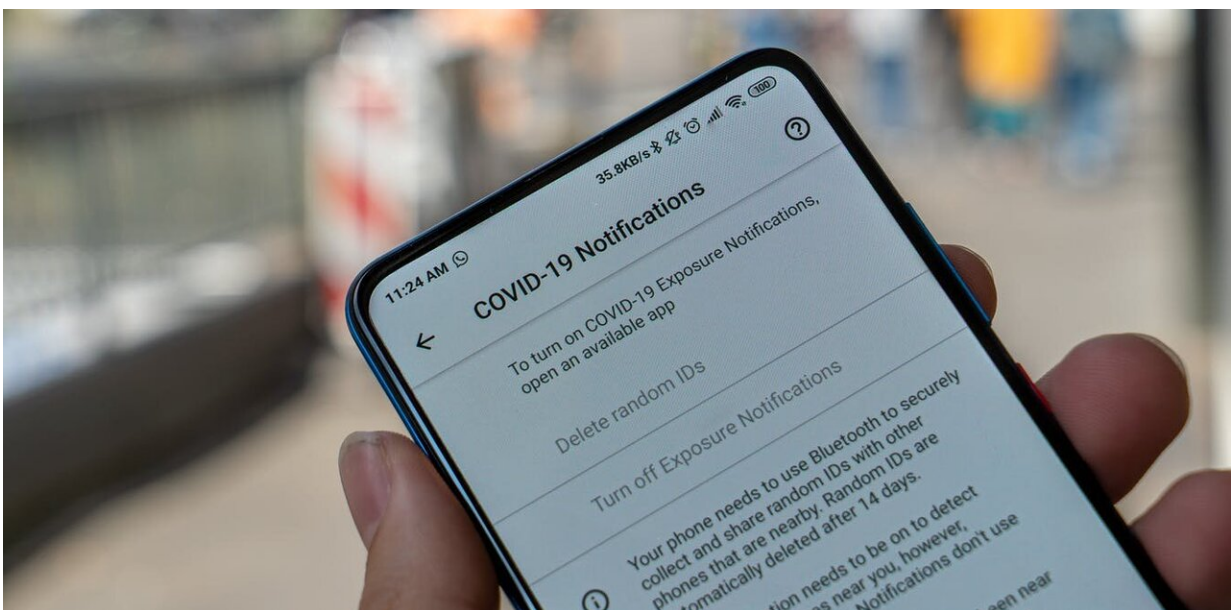 11:24 AM 35.8KB/s 100
COVID-19 Notifications
To turn on COVID-19 Exposure Notifications,
open an available app
Delete random IDs
Turn off Exposure Notifications
Your phone needs to use Bluetooth to securely
collect and share random IDs with other
phones that are nearby. Random IDs are
automatically deleted after 14 days.
needs to be on to detect
near you, however,
Notifications don't use
near